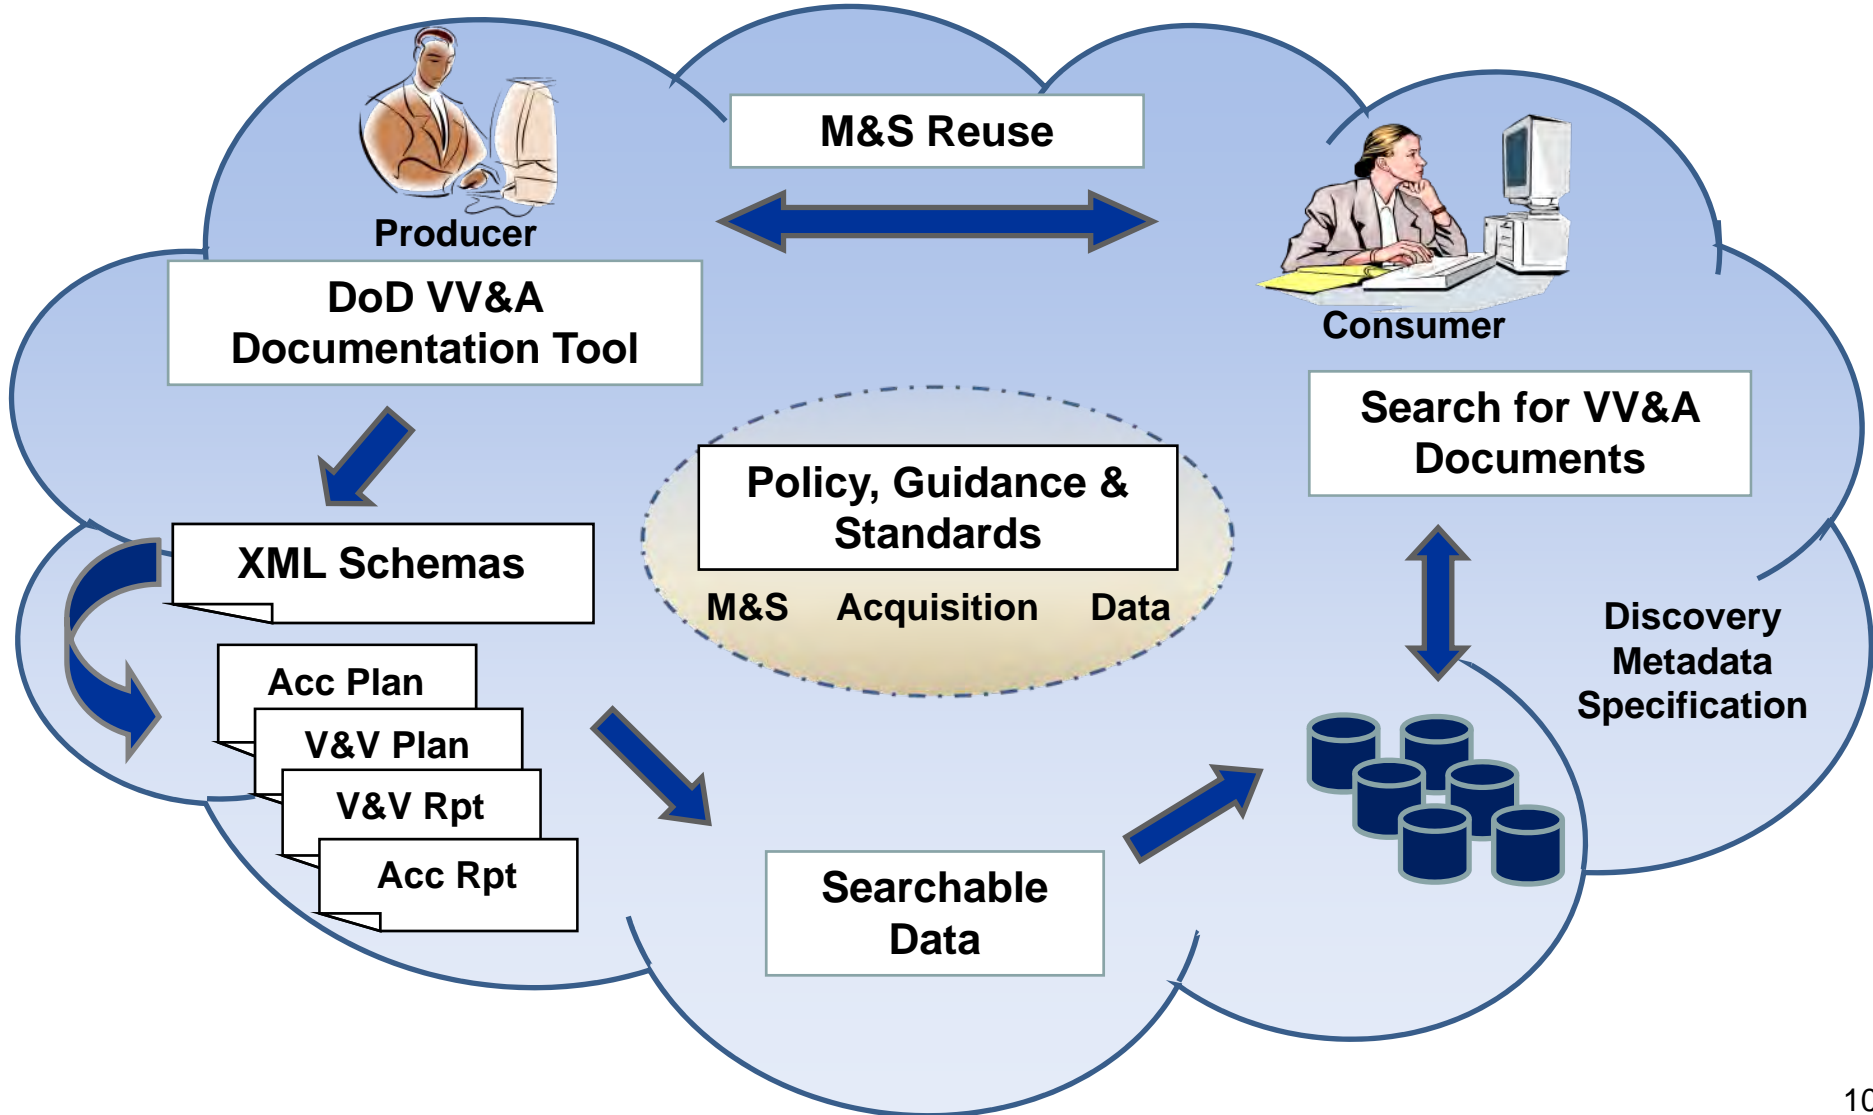 M&S Reuse
Producer
DoD VV&A
Documentation Tool
Consumer
Search for VV&A
Documents
Policy, Guidance &
Standards
M&S Acquisition Data
XML Schemas
Acc Plan
V&V Plan
V&V Rpt
Acc Rpt
Searchable
Data
Discovery
Metadata
Specification
10